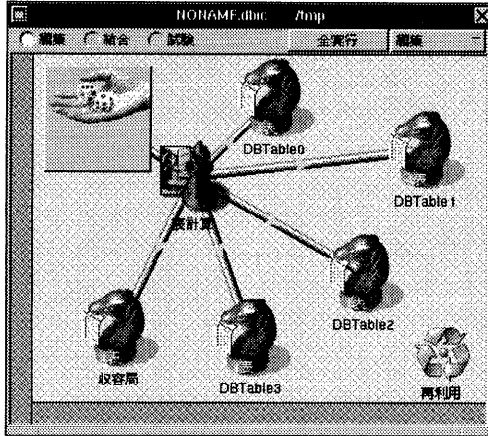 NONAME.dbic /tmp
編集 結合 試験 全実行 編集
DBTable0
DBTable1
表計算
DBTable2
収容局
DBTable3
再利用